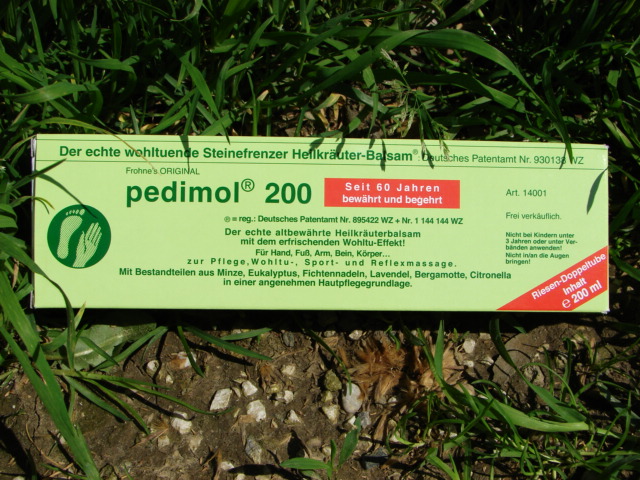 Der echte wohltuende Steinefrenzer Heilkräuter-Balsam® Deutsches Patentamt Nr. 930138 WZ
Frohne's ORIGINAL
pedimol® 200
Seit 60 Jahren
bewährt und begehrt
Art. 14001
® = reg.: Deutsches Patentamt Nr. 895422 WZ + Nr. 1 144 144 WZ
Frei verkäuflich.
Der echte altbewährte Heilkräuterbalsam
mit dem erfrischenden Wohltu-Effekt!
Für Hand, Fuß, Arm, Bein, Körper...
zur Pflege, Wohltu-, Sport- und Reflexmassage.
Mit Bestandteilen aus Minze, Eukalyptus, Fichtennadeln, Lavendel, Bergamotte, Citronella
in einer angenehmen Hautpflegegrundlage.
Nicht bei Kindern unter
3 Jahren oder unter Ver-
bänden anwenden!
Nicht in/an die Augen
bringen!
Riesen-Doppeltube
Inhalt
e 200 ml